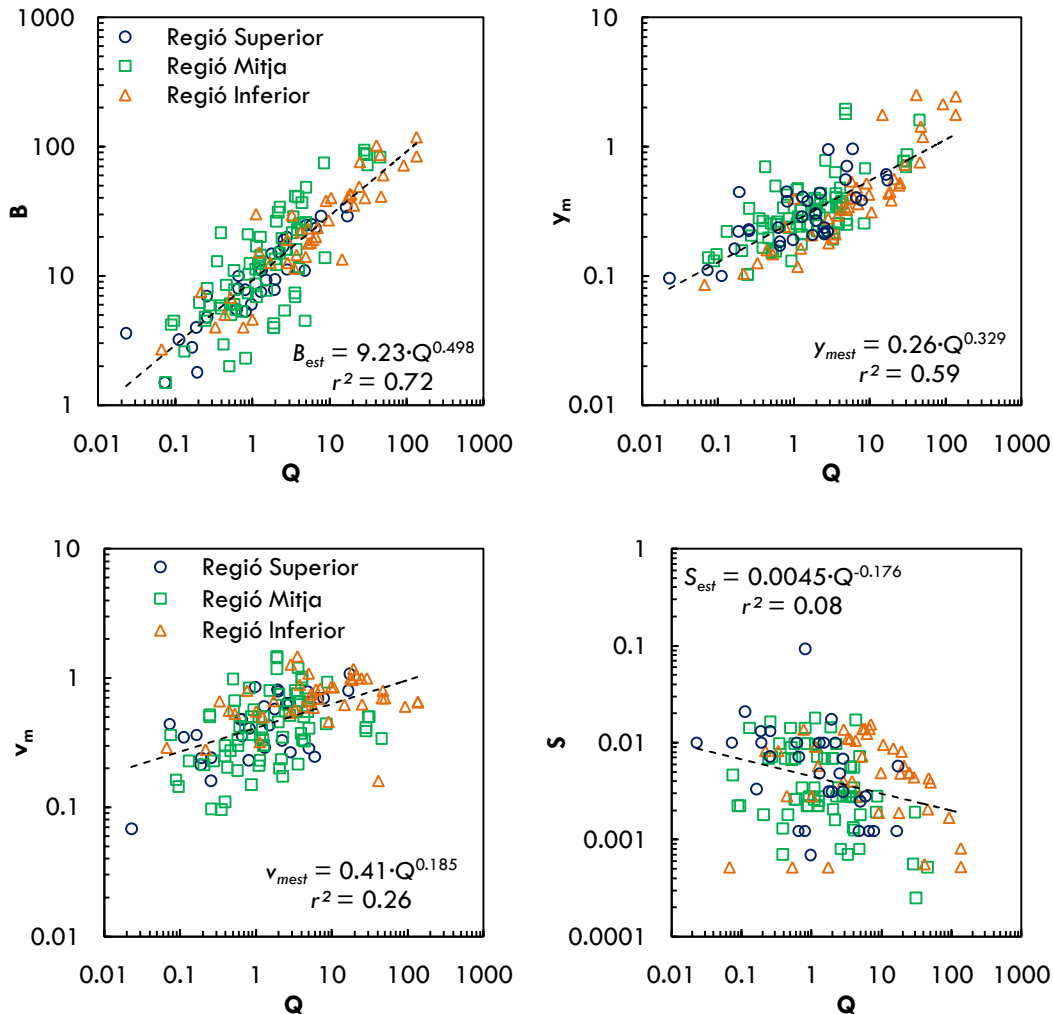 1000
100
10
1
B
Regió Superior
Regió Mitja
Regió Inferior
B_est = 9.23·Q^0.498
r² = 0.72
0.01 0.1 1 10 100 1000
Q
10
1
0.1
0.01
y_m
y_mest = 0.26·Q^0.329
r² = 0.59
0.01 0.1 1 10 100 1000
Q
10
1
0.1
0.01
v_m
Regió Superior
Regió Mitja
Regió Inferior
v_mest = 0.41·Q^0.185
r² = 0.26
0.01 0.1 1 10 100 1000
Q
1
0.1
0.01
0.001
0.0001
S
S_est = 0.0045·Q^-0.176
r² = 0.08
0.01 0.1 1 10 100 1000
Q